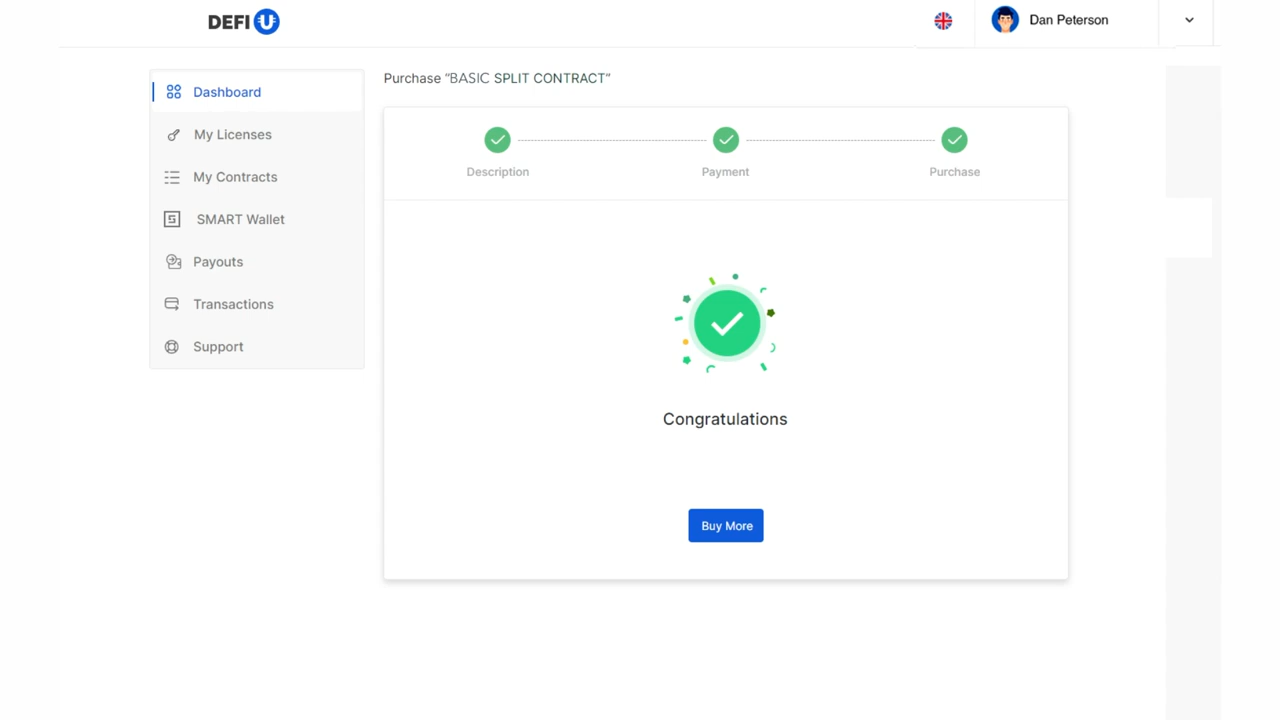 DEFI U
Dan Peterson
Dashboard
My Licenses
My Contracts
SMART Wallet
Payouts
Transactions
Support
Purchase “BASIC SPLIT CONTRACT”
Description
Payment
Purchase
Congratulations
Buy More